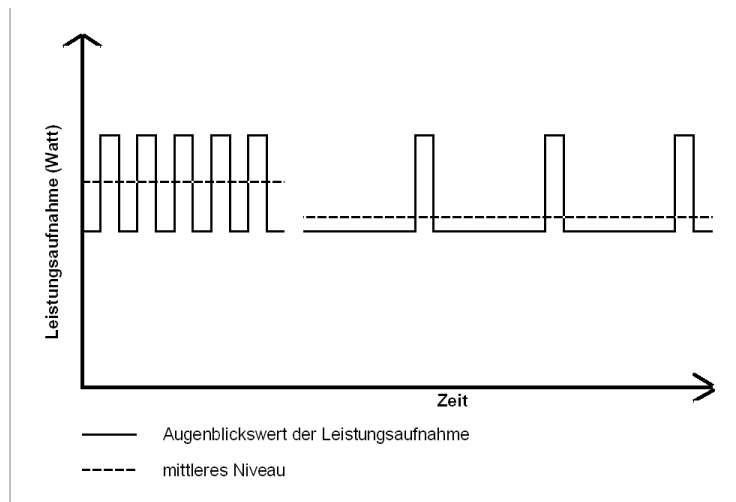 Leistungsaufnahme (Watt)
Zeit
Augenblickswert der Leistungsaufnahme
mittleres Niveau